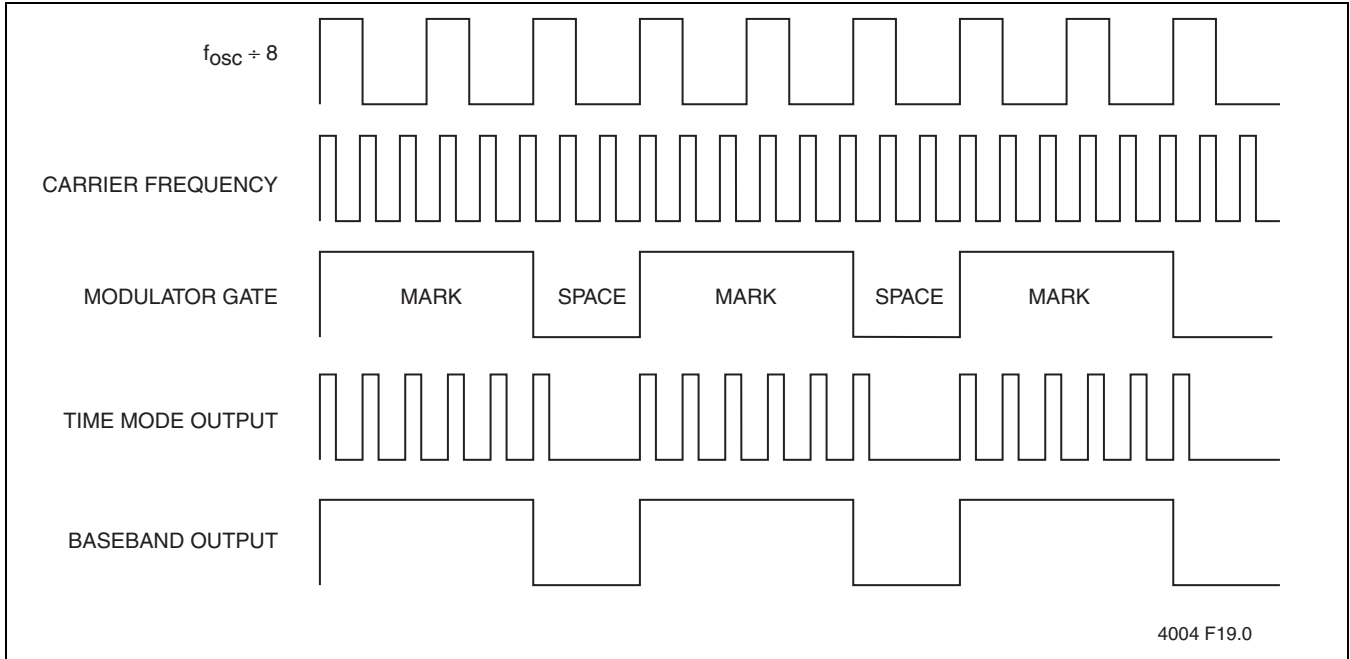 fOSC ÷ 8
CARRIER FREQUENCY
MODULATOR GATE
MARK SPACE MARK SPACE MARK
TIME MODE OUTPUT
BASEBAND OUTPUT
4004 F19.0